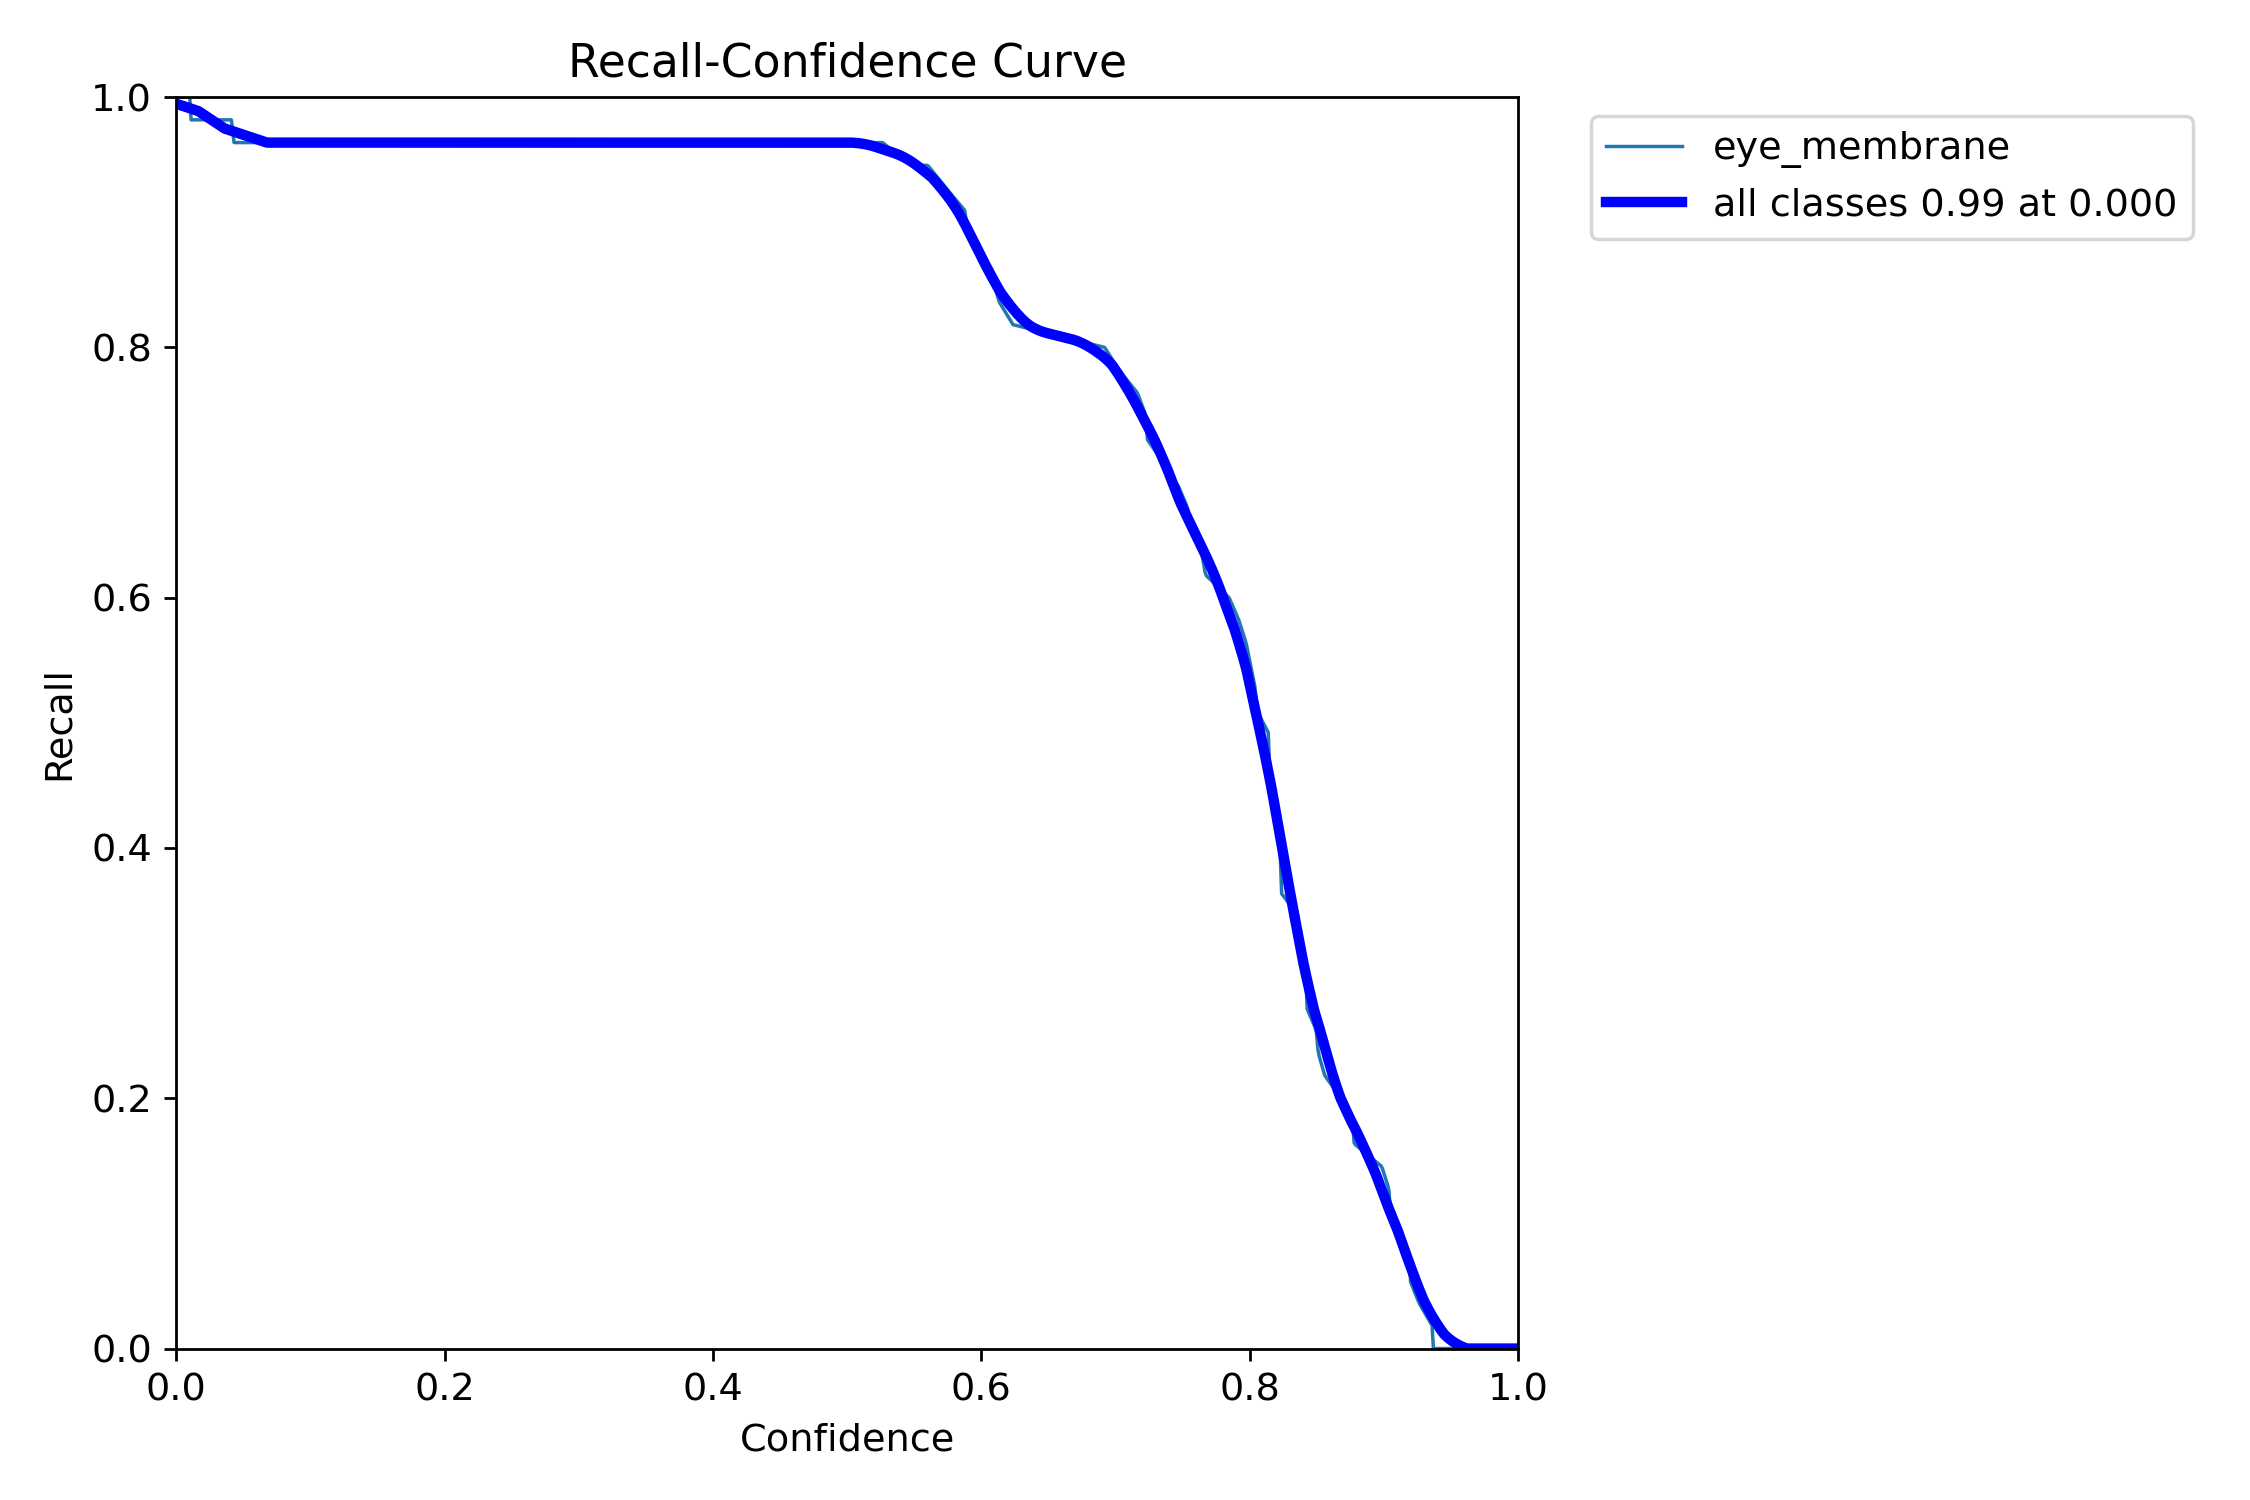 Recall-Confidence Curve
1.0
0.8
0.6
0.4
0.2
0.0
Recall
0.0 0.2 0.4 0.6 0.8 1.0
Confidence
eye_membrane
all classes 0.99 at 0.000